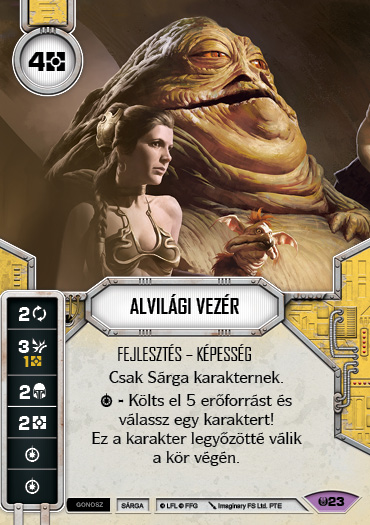 4
ALVILÁGI VEZÉR
2
3
1
2
2
FEJLESZTÉS – KÉPESSÉG
Csak Sárga karakternek.
- Költs el 5 erőforrást és
válassz egy karaktert!
Ez a karakter legyőzötté válik
a kör végén.
GONOSZ
SÁRGA
© LFL © FFG
Imaginary FS Ltd. PTE
23